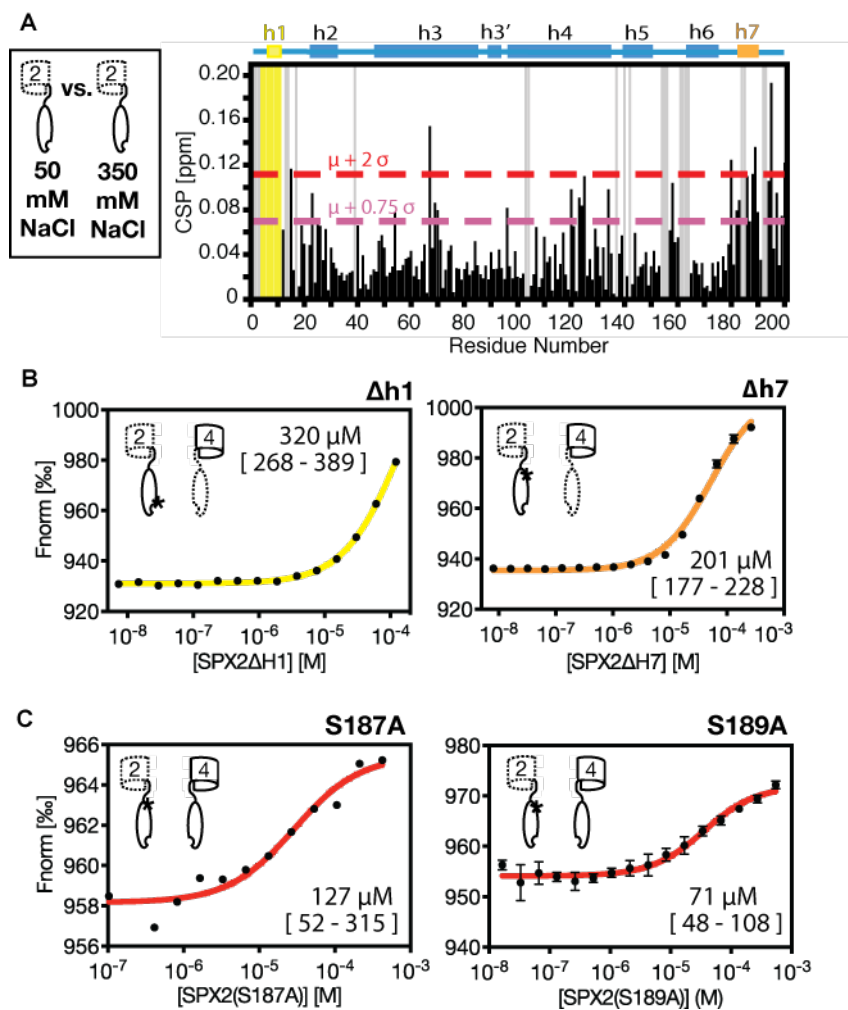 A
h1 h2 h3 h3’ h4 h5 h6 h7
2 vs. 2
50 350
mM mM
NaCl NaCl
CSP [ppm]
0.20
0.16
0.12
0.08
0.04
0
μ + 2 σ
μ + 0.75 σ
0 20 40 60 80 100 120 140 160 180 200
Residue Number
B
Δh1
Fnorm [‰]
1000
980
960
940
920
2 4
320 μM
[ 268 - 389 ]
10⁻⁸ 10⁻⁷ 10⁻⁶ 10⁻⁵ 10⁻⁴
[SPX2ΔH1] [M]
Δh7
1000
980
960
940
920
2 4
201 μM
[ 177 - 228 ]
10⁻⁸ 10⁻⁷ 10⁻⁶ 10⁻⁵ 10⁻⁴ 10⁻³
[SPX2ΔH7] [M]
C
S187A
Fnorm [‰]
966
964
962
960
958
956
2 4
127 μM
[ 52 - 315 ]
10⁻⁷ 10⁻⁶ 10⁻⁵ 10⁻⁴ 10⁻³
[SPX2(S187A)] [M]
S189A
980
970
960
950
940
2 4
71 μM
[ 48 - 108 ]
10⁻⁸ 10⁻⁷ 10⁻⁶ 10⁻⁵ 10⁻⁴ 10⁻³
[SPX2(S189A)] (M)